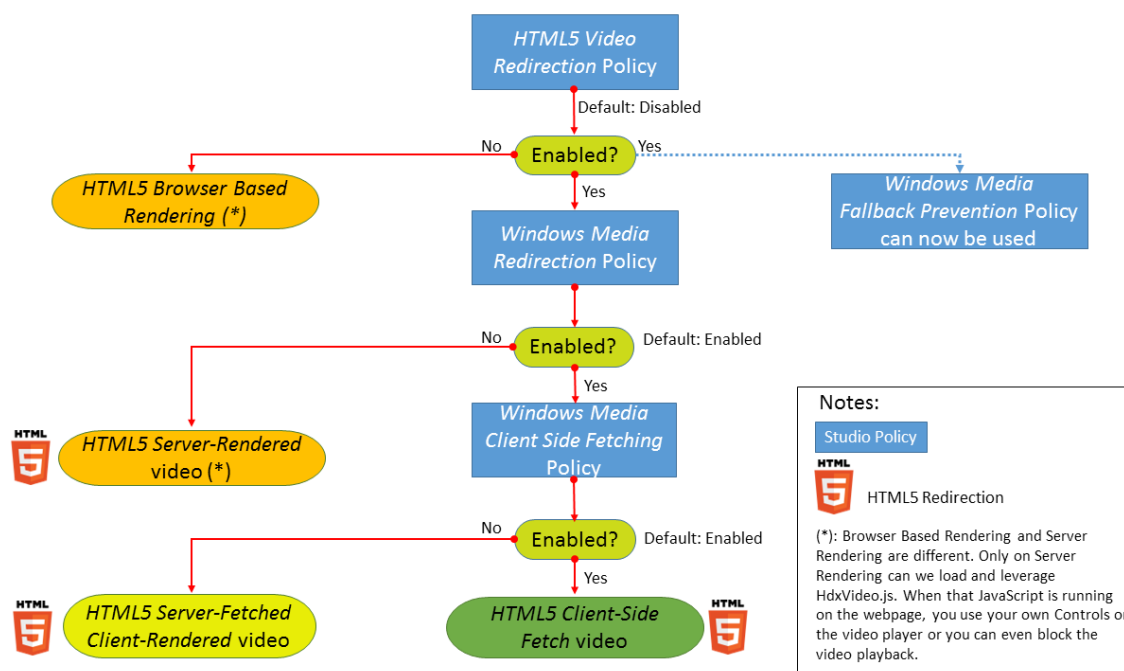 HTML5 Video
Redirection Policy
Default: Disabled
No
Enabled?
Yes
HTML5 Browser Based
Rendering (*)
Yes
Windows Media
Fallback Prevention Policy
can now be used
Windows Media
Redirection Policy
No
Enabled?
Default: Enabled
Yes
HTML
5
HTML5 Server-Rendered
video (*)
Windows Media
Client Side Fetching
Policy
No
Enabled?
Default: Enabled
Yes
HTML
5
HTML5 Server-Fetched
Client-Rendered video
HTML5 Client-Side
Fetch video
HTML
5
Notes:
Studio Policy
HTML
5
HTML5 Redirection
(*): Browser Based Rendering and Server
Rendering are different. Only on Server
Rendering can we load and leverage
HdxVideo.js. When that JavaScript is running
on the webpage, you use your own Controls on
the video player or you can even block the
video playback.